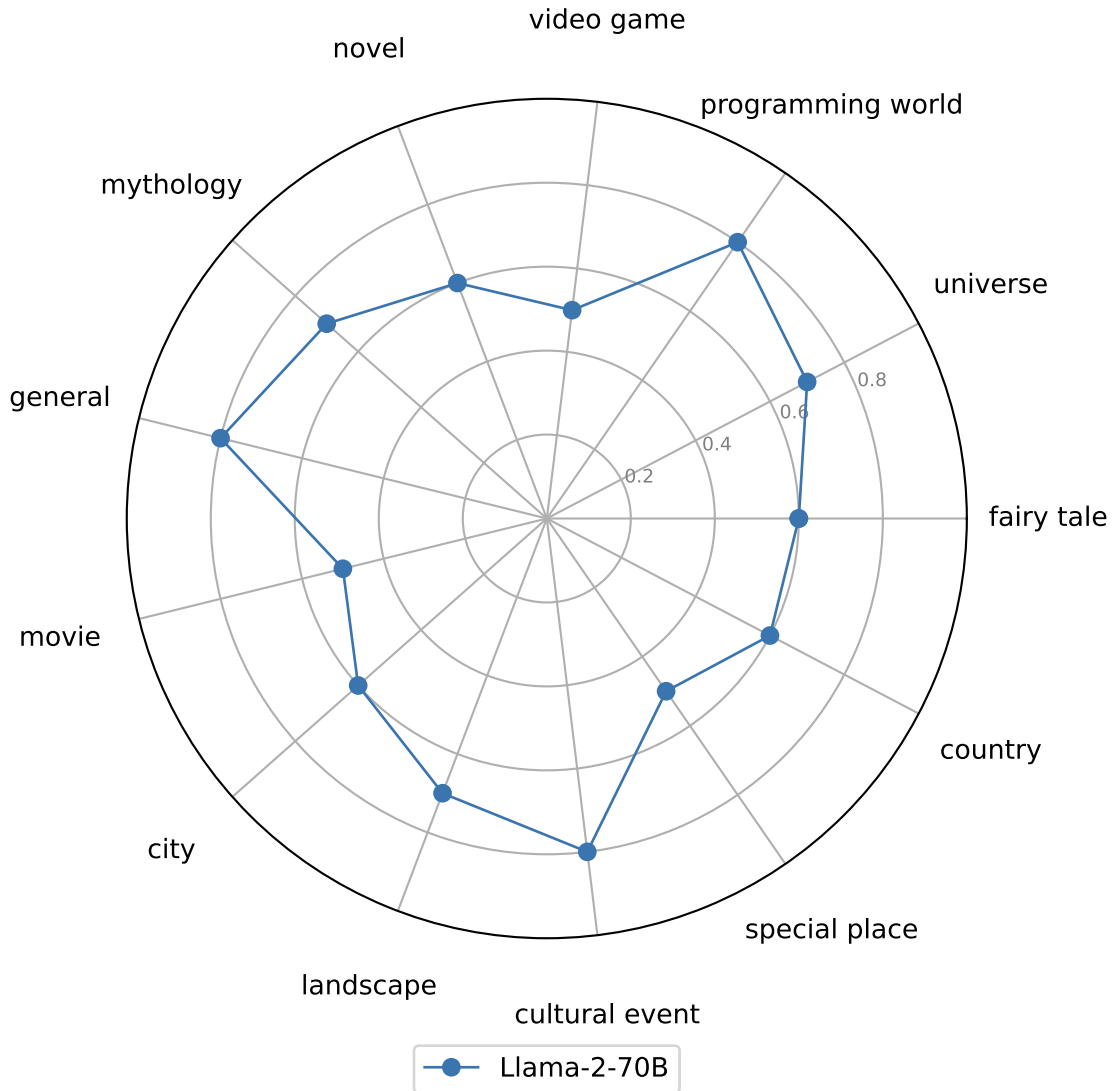 video game
novel
programming world
mythology
universe
0.8
general
0.6
0.4
0.2
fairy tale
movie
country
city
special place
landscape
cultural event
Llama-2-70B